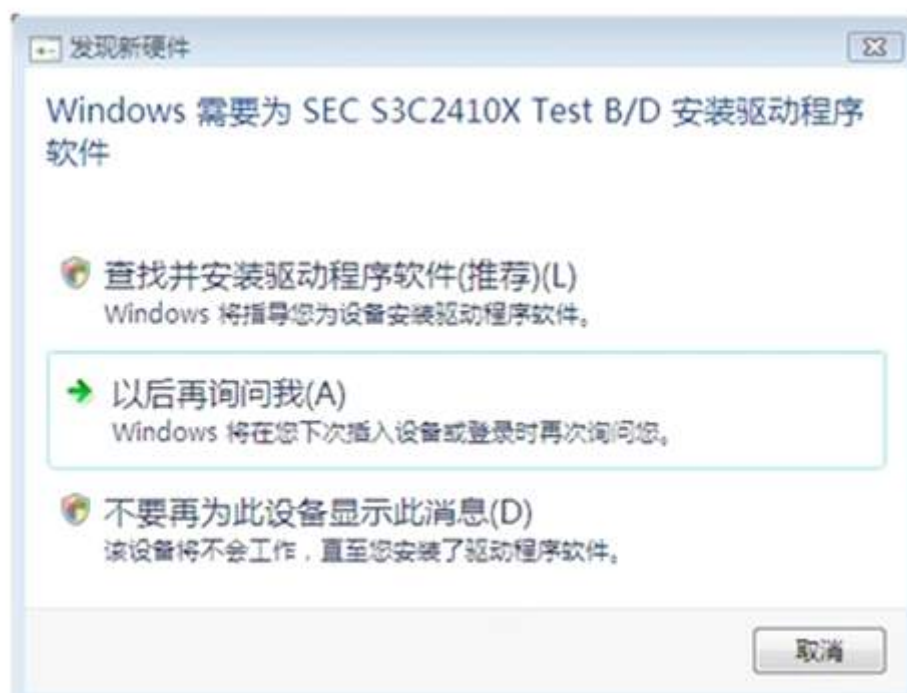 发现新硬件
Windows 需要为 SEC S3C2410X Test B/D 安装驱动程序
软件
查找并安装驱动程序软件(推荐)(L)
Windows 将指导您为设备安装驱动程序软件。
以后再询问我(A)
Windows 将在您下次插入设备或登录时再次询问您。
不要再为此设备显示此消息(D)
该设备将不会工作，直至您安装了驱动程序软件。
取消